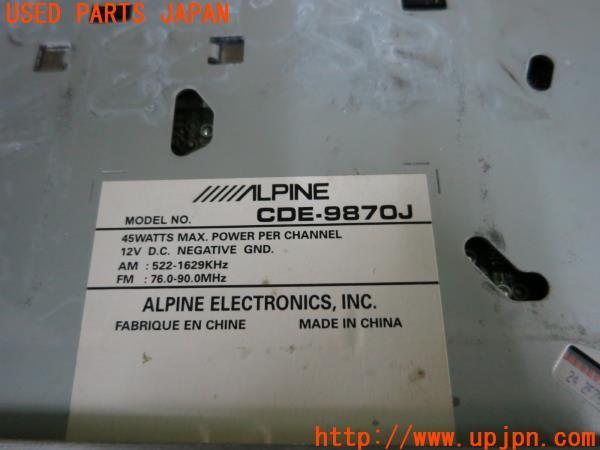 USED PARTS JAPAN
ALPINE
MODEL NO. CDE-9870J
45WATTS MAX. POWER PER CHANNEL
12V D.C. NEGATIVE GND.
AM : 522-1629KHz
FM : 76.0-90.0MHz
ALPINE ELECTRONICS, INC.
FABRIQUE EN CHINE MADE IN CHINA
http://www.upjpn.com